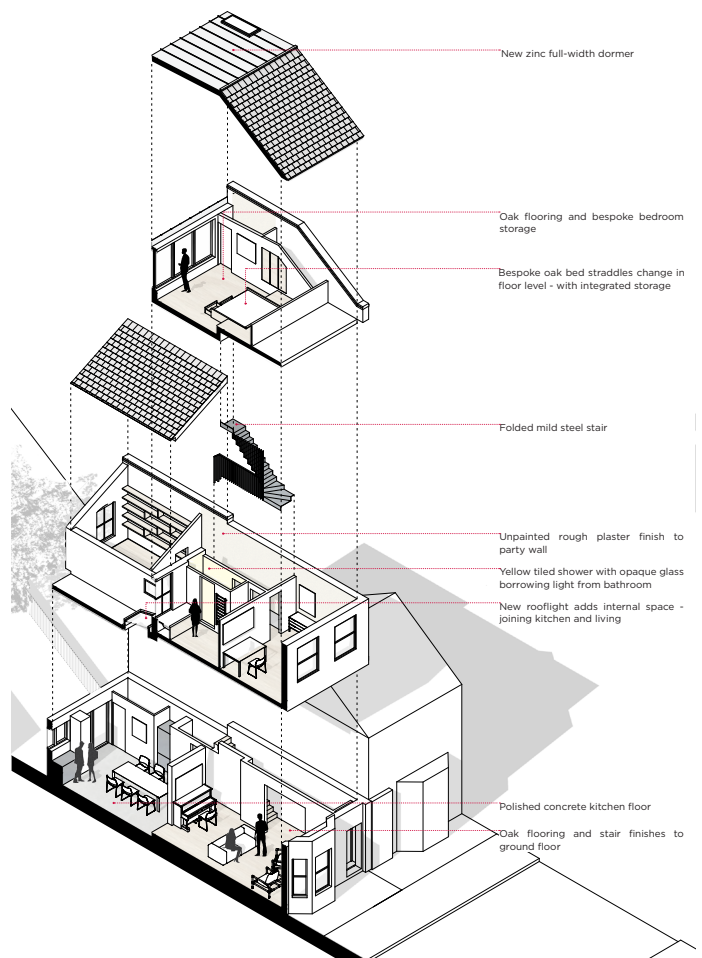 New zinc full-width dormer
Oak flooring and bespoke bedroom
storage
Bespoke oak bed straddles change in
floor level - with integrated storage
Folded mild steel stair
Unpainted rough plaster finish to
party wall
Yellow tiled shower with opaque glass
borrowing light from bathroom
New rooflight adds internal space -
joining kitchen and living
Polished concrete kitchen floor
Oak flooring and stair finishes to
ground floor